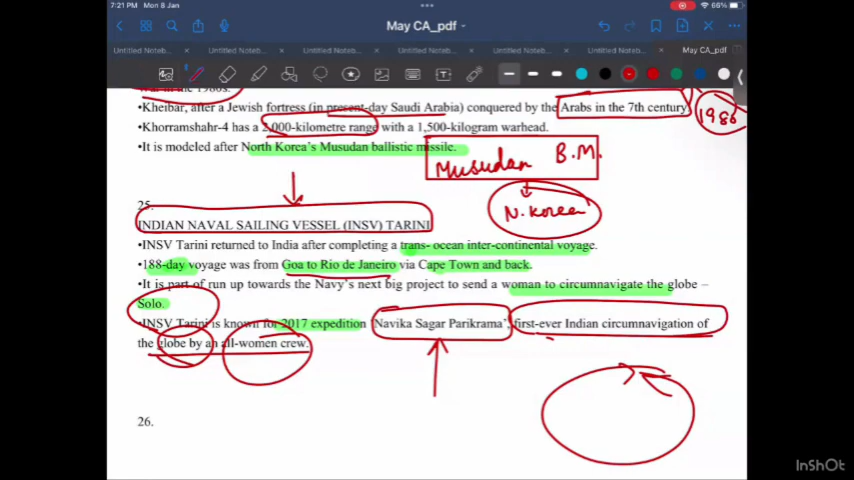 7:21 PM Mon 8 Jan
66%
May CA_pdf
Untitled Noteb...
Untitled Noteb...
Untitled Noteb...
Untitled Noteb...
Untitled Noteb...
Untitled Noteb...
May CA_pdf
war in the 1980s.
•Kheibar, after a Jewish fortress (in present-day Saudi Arabia) conquered by the Arabs in the 7th century
1986
•Khorramshahr-4 has a 2,000-kilometre range with a 1,500-kilogram warhead.
•It is modeled after North Korea's Musudan ballistic missile.
Musudan B.M.
N. Korea
25.
INDIAN NAVAL SAILING VESSEL (INSV) TARINI
•INSV Tarini returned to India after completing a trans- ocean inter-continental voyage.
•188-day voyage was from Goa to Rio de Janeiro via Cape Town and back.
•It is part of run up towards the Navy's next big project to send a woman to circumnavigate the globe –
Solo.
•INSV Tarini is known for 2017 expedition 'Navika Sagar Parikrama', first-ever Indian circumnavigation of
the globe by an all-women crew.
26.
InShOt